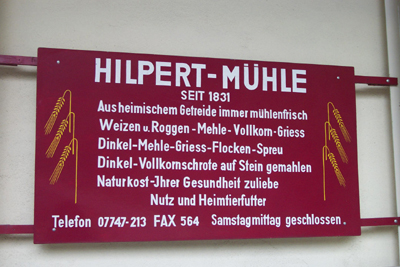 HILPERT-MÜHLE
SEIT 1831
Aus heimischem Getreide immer mühlenfrisch
Weizen u. Roggen-Mehle-Vollkorn-Griess
Dinkel-Mehle-Griess-Flocken-Spreu
Dinkel-Vollkornschrote auf Stein gemahlen
Naturkost-Jhrer Gesundheit zuliebe
Nutz und Heimtierfutter
Telefon 07747-213 FAX 564 Samstagmittag geschlossen.